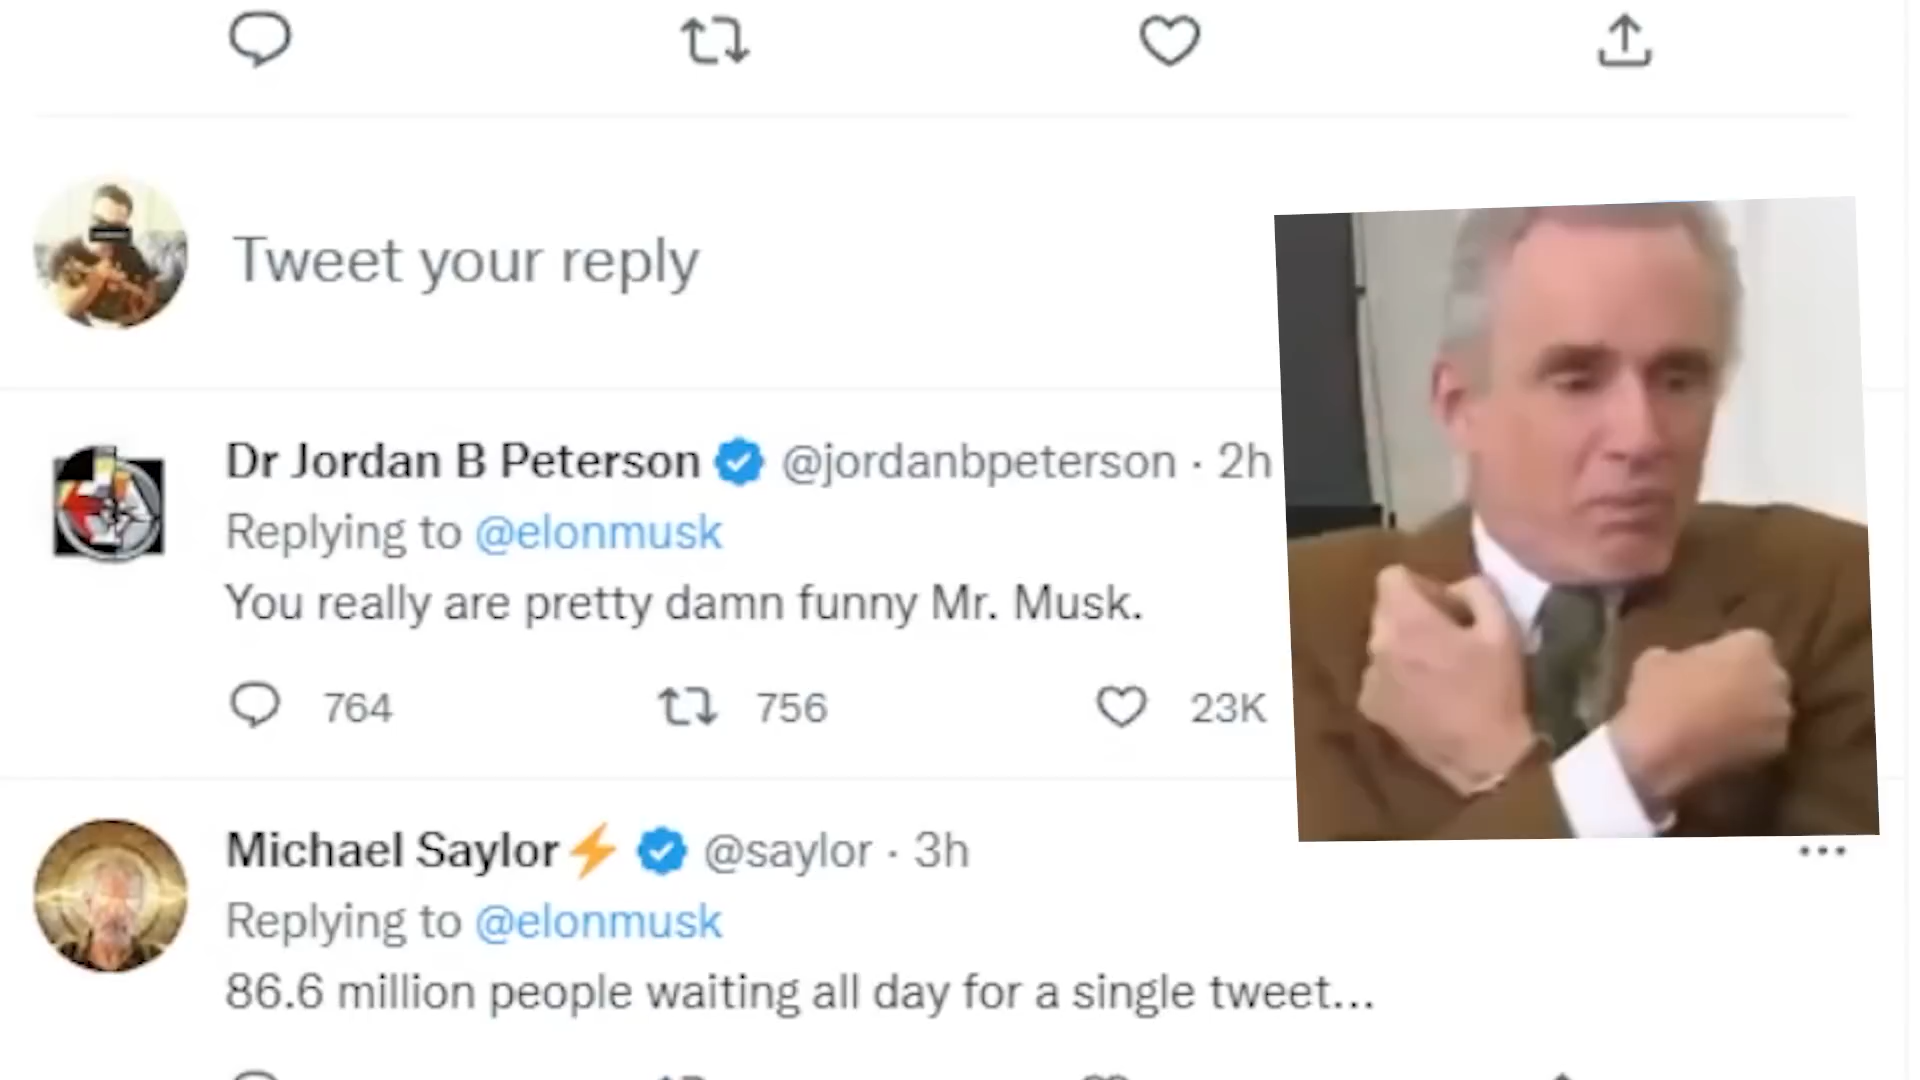 Tweet your reply
Dr Jordan B Peterson @jordanbpeterson · 2h
Replying to @elonmusk
You really are pretty damn funny Mr. Musk.
764 756 23K
Michael Saylor⚡ @saylor · 3h
Replying to @elonmusk
86.6 million people waiting all day for a single tweet...